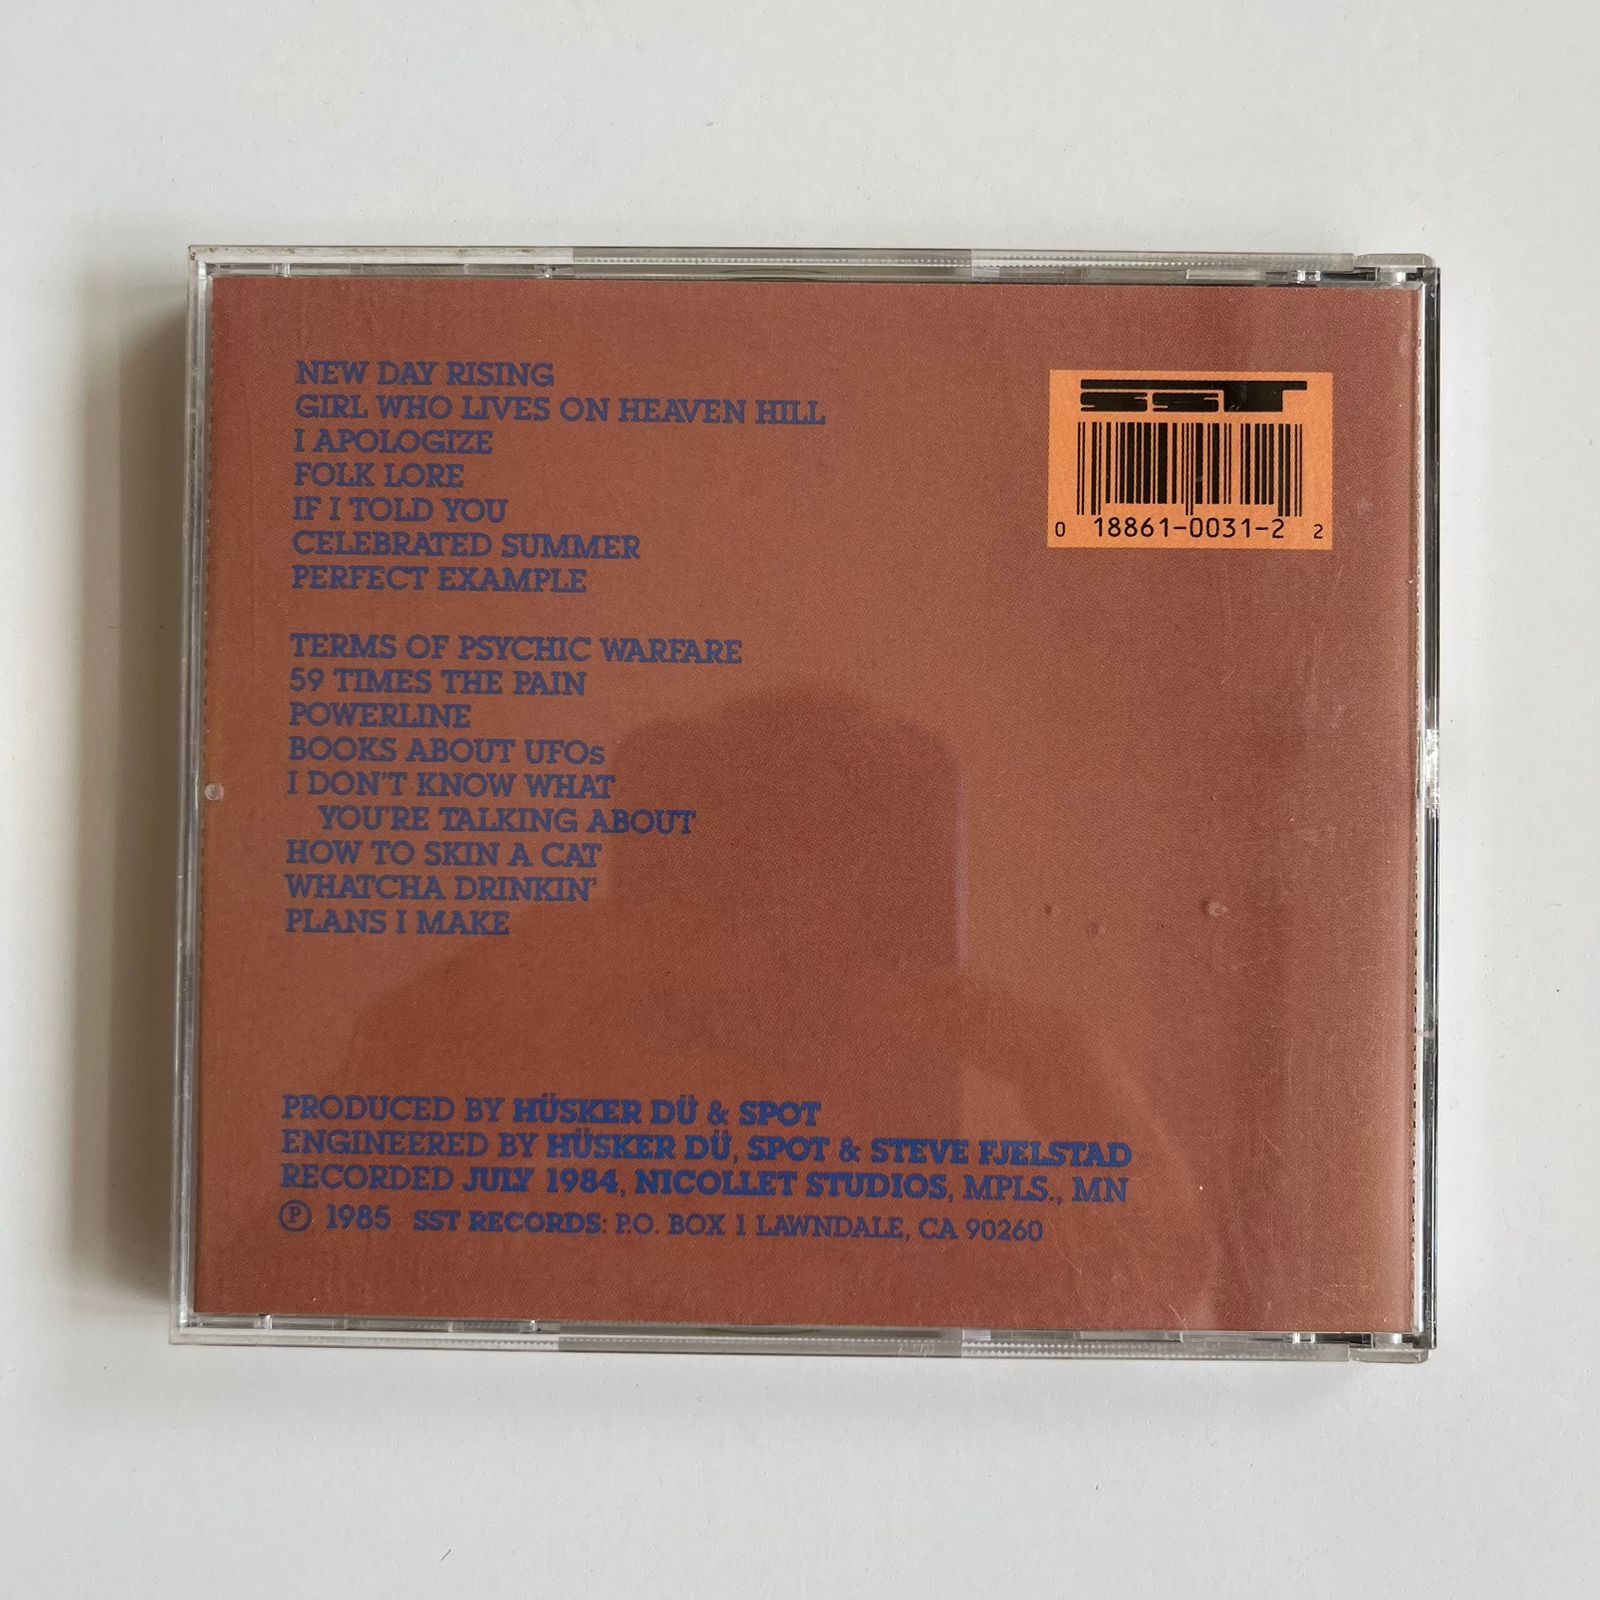 NEW DAY RISING
GIRL WHO LIVES ON HEAVEN HILL
I APOLOGIZE
FOLK LORE
IF I TOLD YOU
CELEBRATED SUMMER
PERFECT EXAMPLE
TERMS OF PSYCHIC WARFARE
59 TIMES THE PAIN
POWERLINE
BOOKS ABOUT UFOs
I DON'T KNOW WHAT
YOU'RE TALKING ABOUT
HOW TO SKIN A CAT
WHATCHA DRINKIN'
PLANS I MAKE
SST
0 18861-0031-2 2
PRODUCED BY HÜSKER DÜ & SPOT
ENGINEERED BY HÜSKER DÜ, SPOT & STEVE FJELSTAD
RECORDED JULY 1984, NICOLLET STUDIOS, MPLS., MN
Ⓟ 1985 SST RECORDS: P.O. BOX 1 LAWNDALE, CA 90260